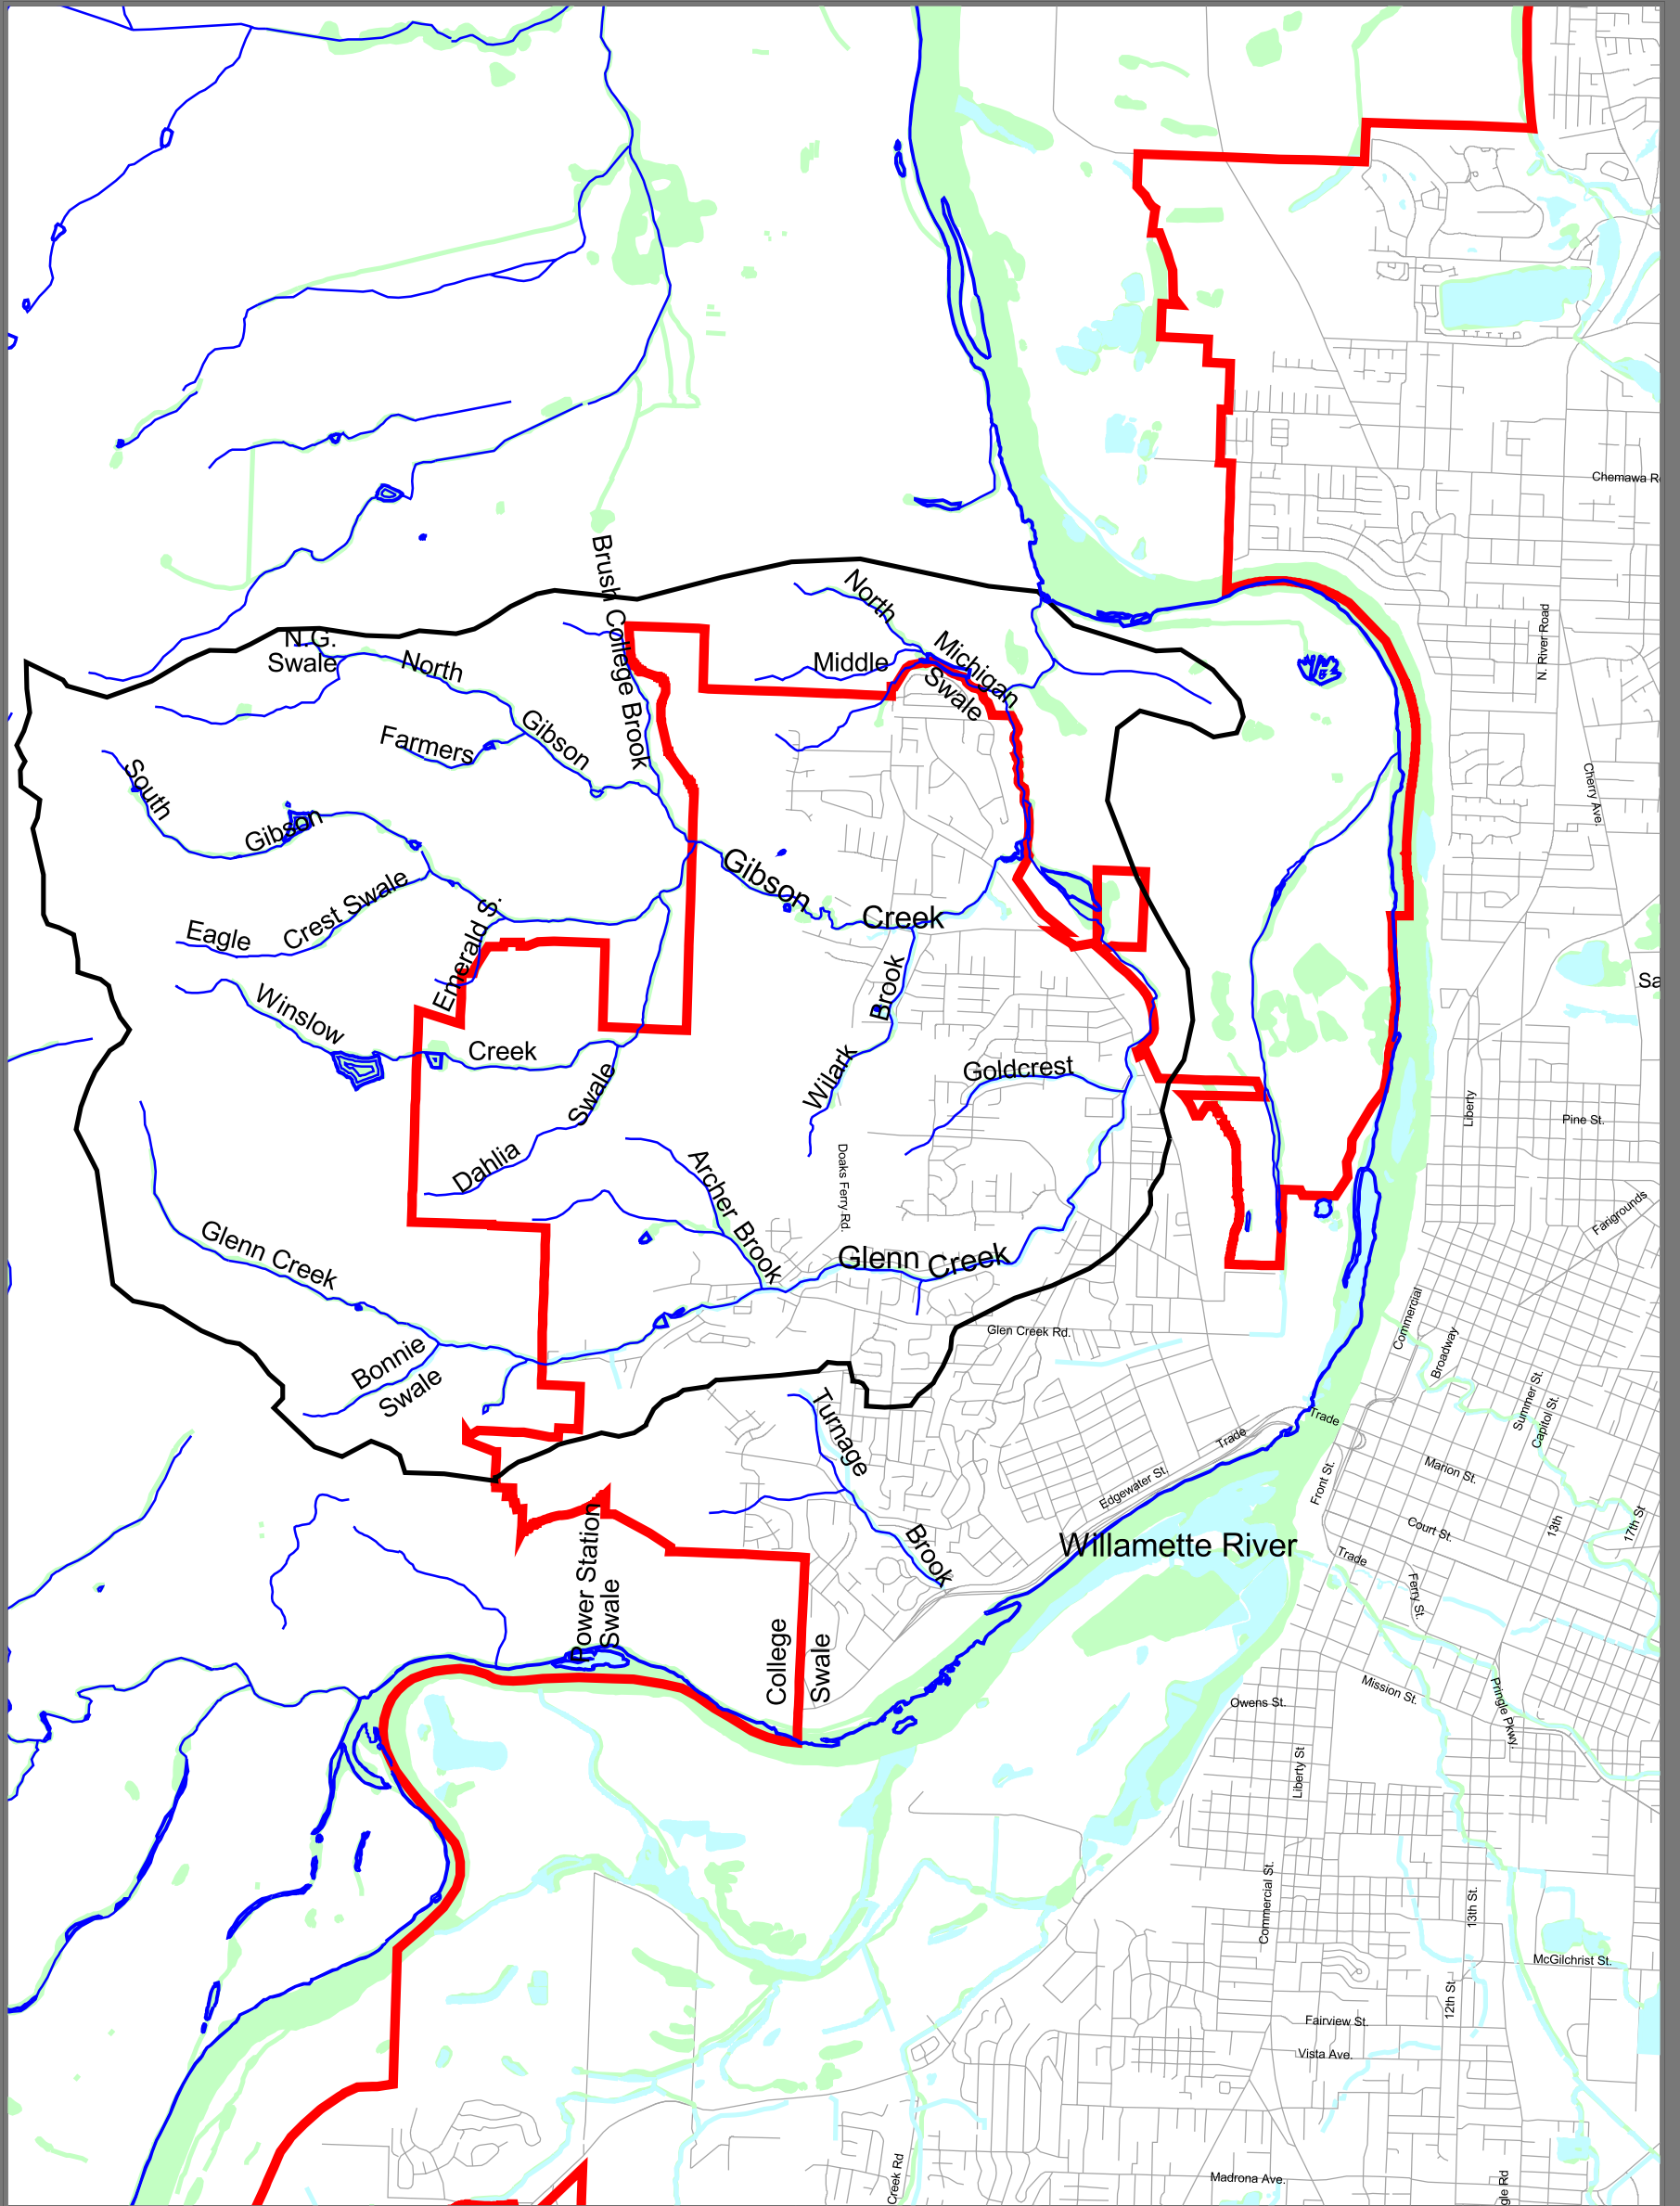 Chemawa R
Brush College Brook
North
N.G.
Swale
North
Middle
Michigan
Swale
N. River Road
Farmers
Gibson
South
Gibson
Cherry Ave.
Gibson
Creek
Eagle
Crest Swale
Emerald S.
Sa
Winslow
Creek
Brook
Wilark
Goldcrest
Swale
Dahlia
Liberty
Pine St.
Archer Brook
Doaks Ferry Rd.
Farigrounds
Glenn Creek
Glenn Creek
Glen Creek Rd.
Commercial
Broadway
Bonnie
Swale
Summer St.
Capitol St.
Turnage
Trade
Trade
Marion St.
Edgewater St.
Front St.
Court St.
13th
17th St
Brook
Willamette River
Trade
Ferry St.
Power Station
Swale
College
Swale
Mission St.
Owens St.
Pringle Pkwy.
Liberty St
Commercial St.
13th St.
McGilchrist St.
12th St.
Fairview St.
Vista Ave.
Creek Rd
Madrona Ave.
gle Rd